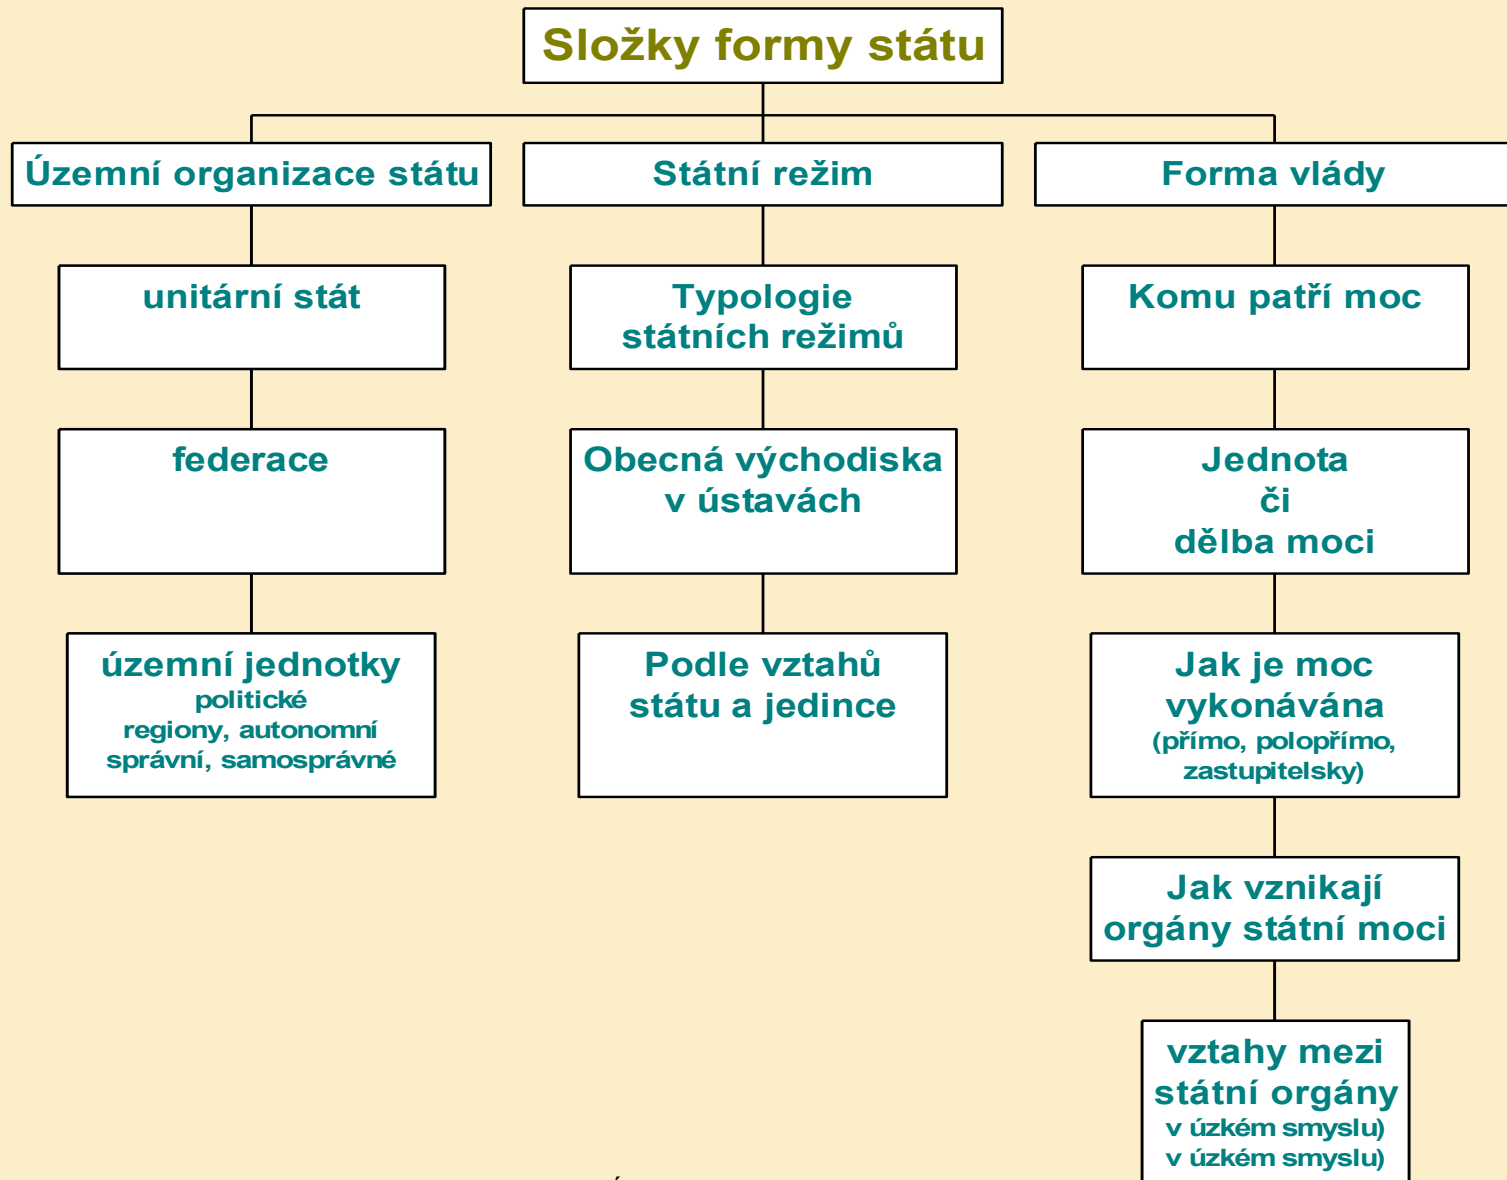 Složky formy státu
Územní organizace státu
Státní režim
Forma vlády
unitární stát
Typologie
státních režimů
Komu patří moc
federace
Obecná východiska
v ústavách
Jednota
či
dělba moci
územní jednotky
politické
regiony, autonomní
správní, samosprávné
Podle vztahů
státu a jedince
Jak je moc
vykonávána
(přímo, polopřímo,
zastupitelsky)
Jak vznikají
orgány státní moci
vztahy mezi
státní orgány
v úzkém smyslu)
v úzkém smyslu)